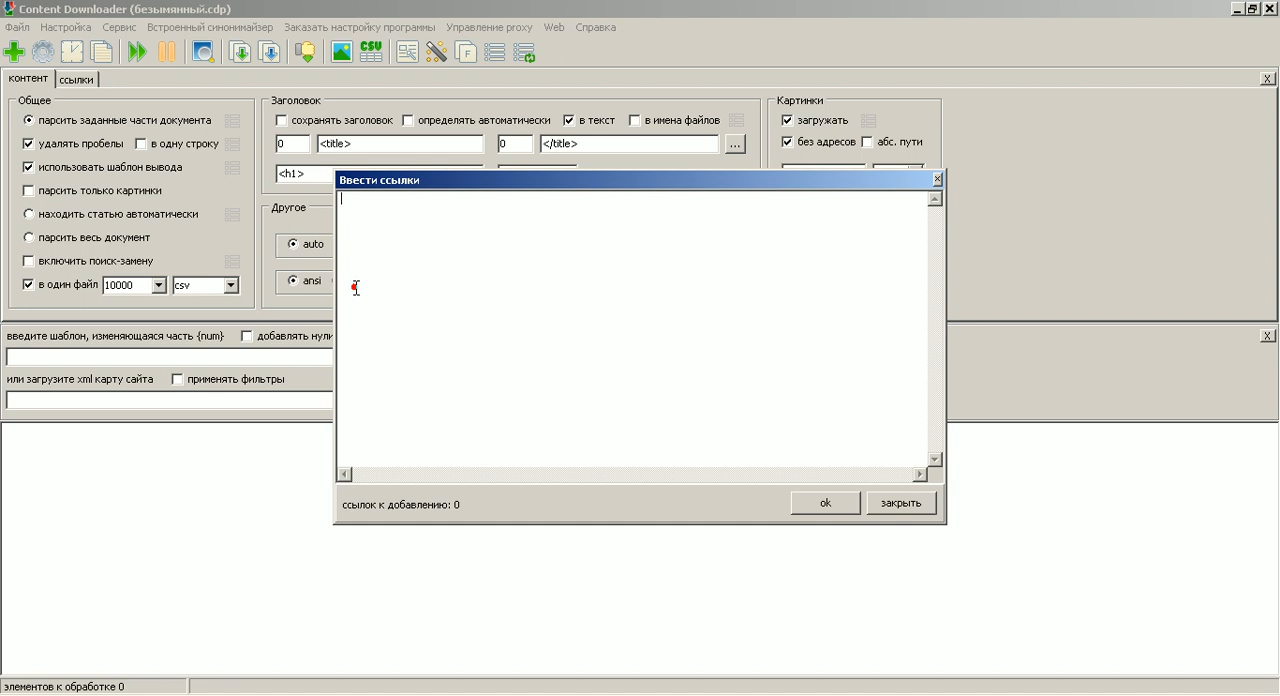 Content Downloader (безымянный.cdp)
Файл Настройка Сервис Встроенный синонимайзер Заказать настройку программы Управление proxy Web Справка
CSV F
контент ссылки X
Общее
парсить заданные части документа
удалять пробелы в одну строку
использовать шаблон вывода
парсить только картинки
находить статью автоматически
парсить весь документ
включить поиск-замену
в один файл 10000 csv
Заголовок
сохранять заголовок определять автоматически в текст в имена файлов
0 <title> 0 </title> ...
<h1>
Другое
auto
ansi
Картинки
загружать
без адресов абс. пути
Ввести ссылки
ссылок к добавлению: 0
ok закрыть
введите шаблон, изменяющаяся часть {num} добавлять нули X
или загрузите xml карту сайта применять фильтры
элементов к обработке 0